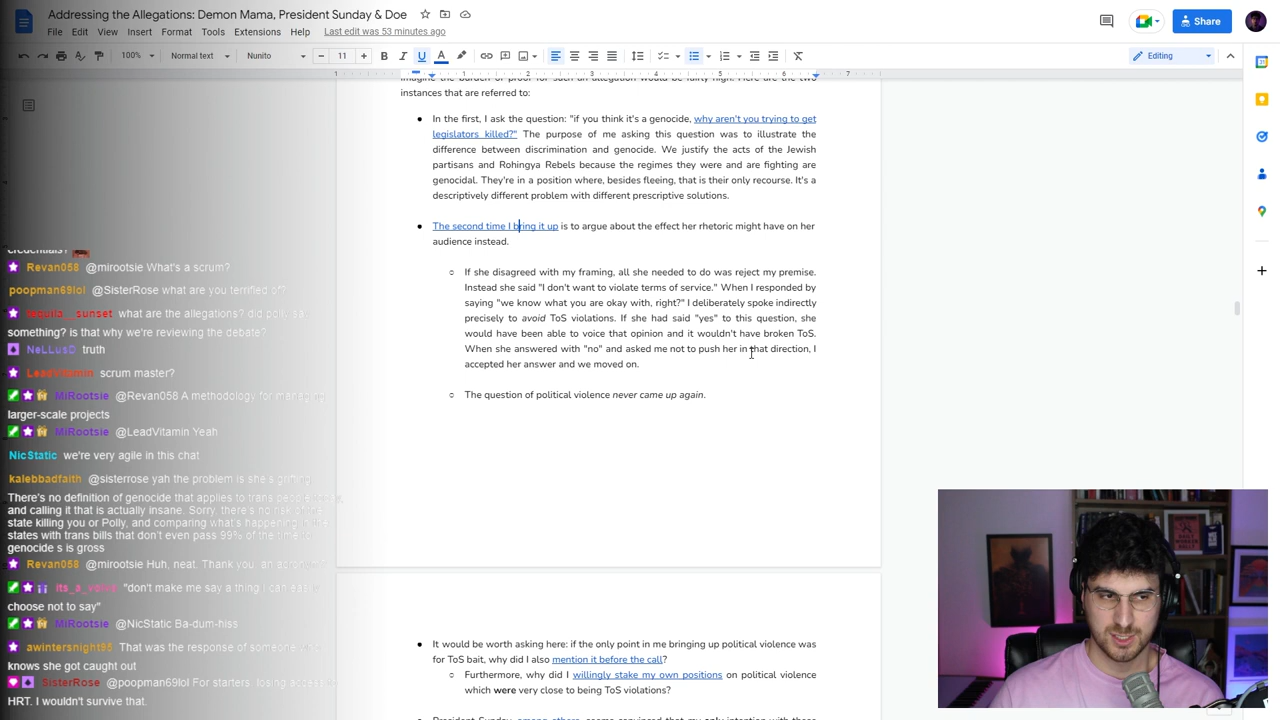 Addressing the Allegations: Demon Mama, President Sunday & Doe
File Edit View Insert Format Tools Extensions Help Last edit was 53 minutes ago
Share
100% Normal text Nunito 11 Editing
instances that are referred to:
● In the first, I ask the question: "if you think it's a genocide, why aren't you trying to get
legislators killed?" The purpose of me asking this question was to illustrate the
difference between discrimination and genocide. We justify the acts of the Jewish
partisans and Rohingya Rebels because the regimes they were and are fighting are
genocidal. They're in a position where, besides fleeing, that is their only recourse. It's a
descriptively different problem with different prescriptive solutions.
● The second time I bring it up is to argue about the effect her rhetoric might have on her
audience instead.
○ If she disagreed with my framing, all she needed to do was reject my premise.
Instead she said "I don't want to violate terms of service." When I responded by
saying "we know what you are okay with, right?" I deliberately spoke indirectly
precisely to avoid ToS violations. If she had said "yes" to this question, she
would have been able to voice that opinion and it wouldn't have broken ToS.
When she answered with "no" and asked me not to push her in that direction, I
accepted her answer and we moved on.
○ The question of political violence never came up again.
● It would be worth asking here: if the only point in me bringing up political violence was
for ToS bait, why did I also mention it before the call?
○ Furthermore, why did I willingly stake my own positions on political violence
which were very close to being ToS violations?
Revan058 @mirootsie What's a scrum?
poopman69lol @SisterRose what are you terrified of?
tequila__sunset what are the allegations? did polly say
something? is that why we're reviewing the debate?
NeLLusD truth
LeadVitamin scrum master?
MiRootsie @Revan058 A methodology for managing
larger-scale projects
MiRootsie @LeadVitamin Yeah
NicStatic we're very agile in this chat
kalebbadfaith @sisterrose yah the problem is she's grifting
There's no definition of genocide that applies to trans people today,
and calling it that is actually insane. Sorry, there's no risk of the
state killing you or Polly, and comparing what's happening in the
states with trans bills that don't even pass 99% of the time to
genocide s is gross
Revan058 @mirootsie Huh, neat. Thank you,
"don't make me say a thing I can
choose not to say"
MiRootsie @NicStatic Ba-dum-hiss
awintersnight95 That was the response of someone who
knows she got caught out
SisterRose @poopman69lol For starters, losing access to
HRT. I wouldn't survive that.